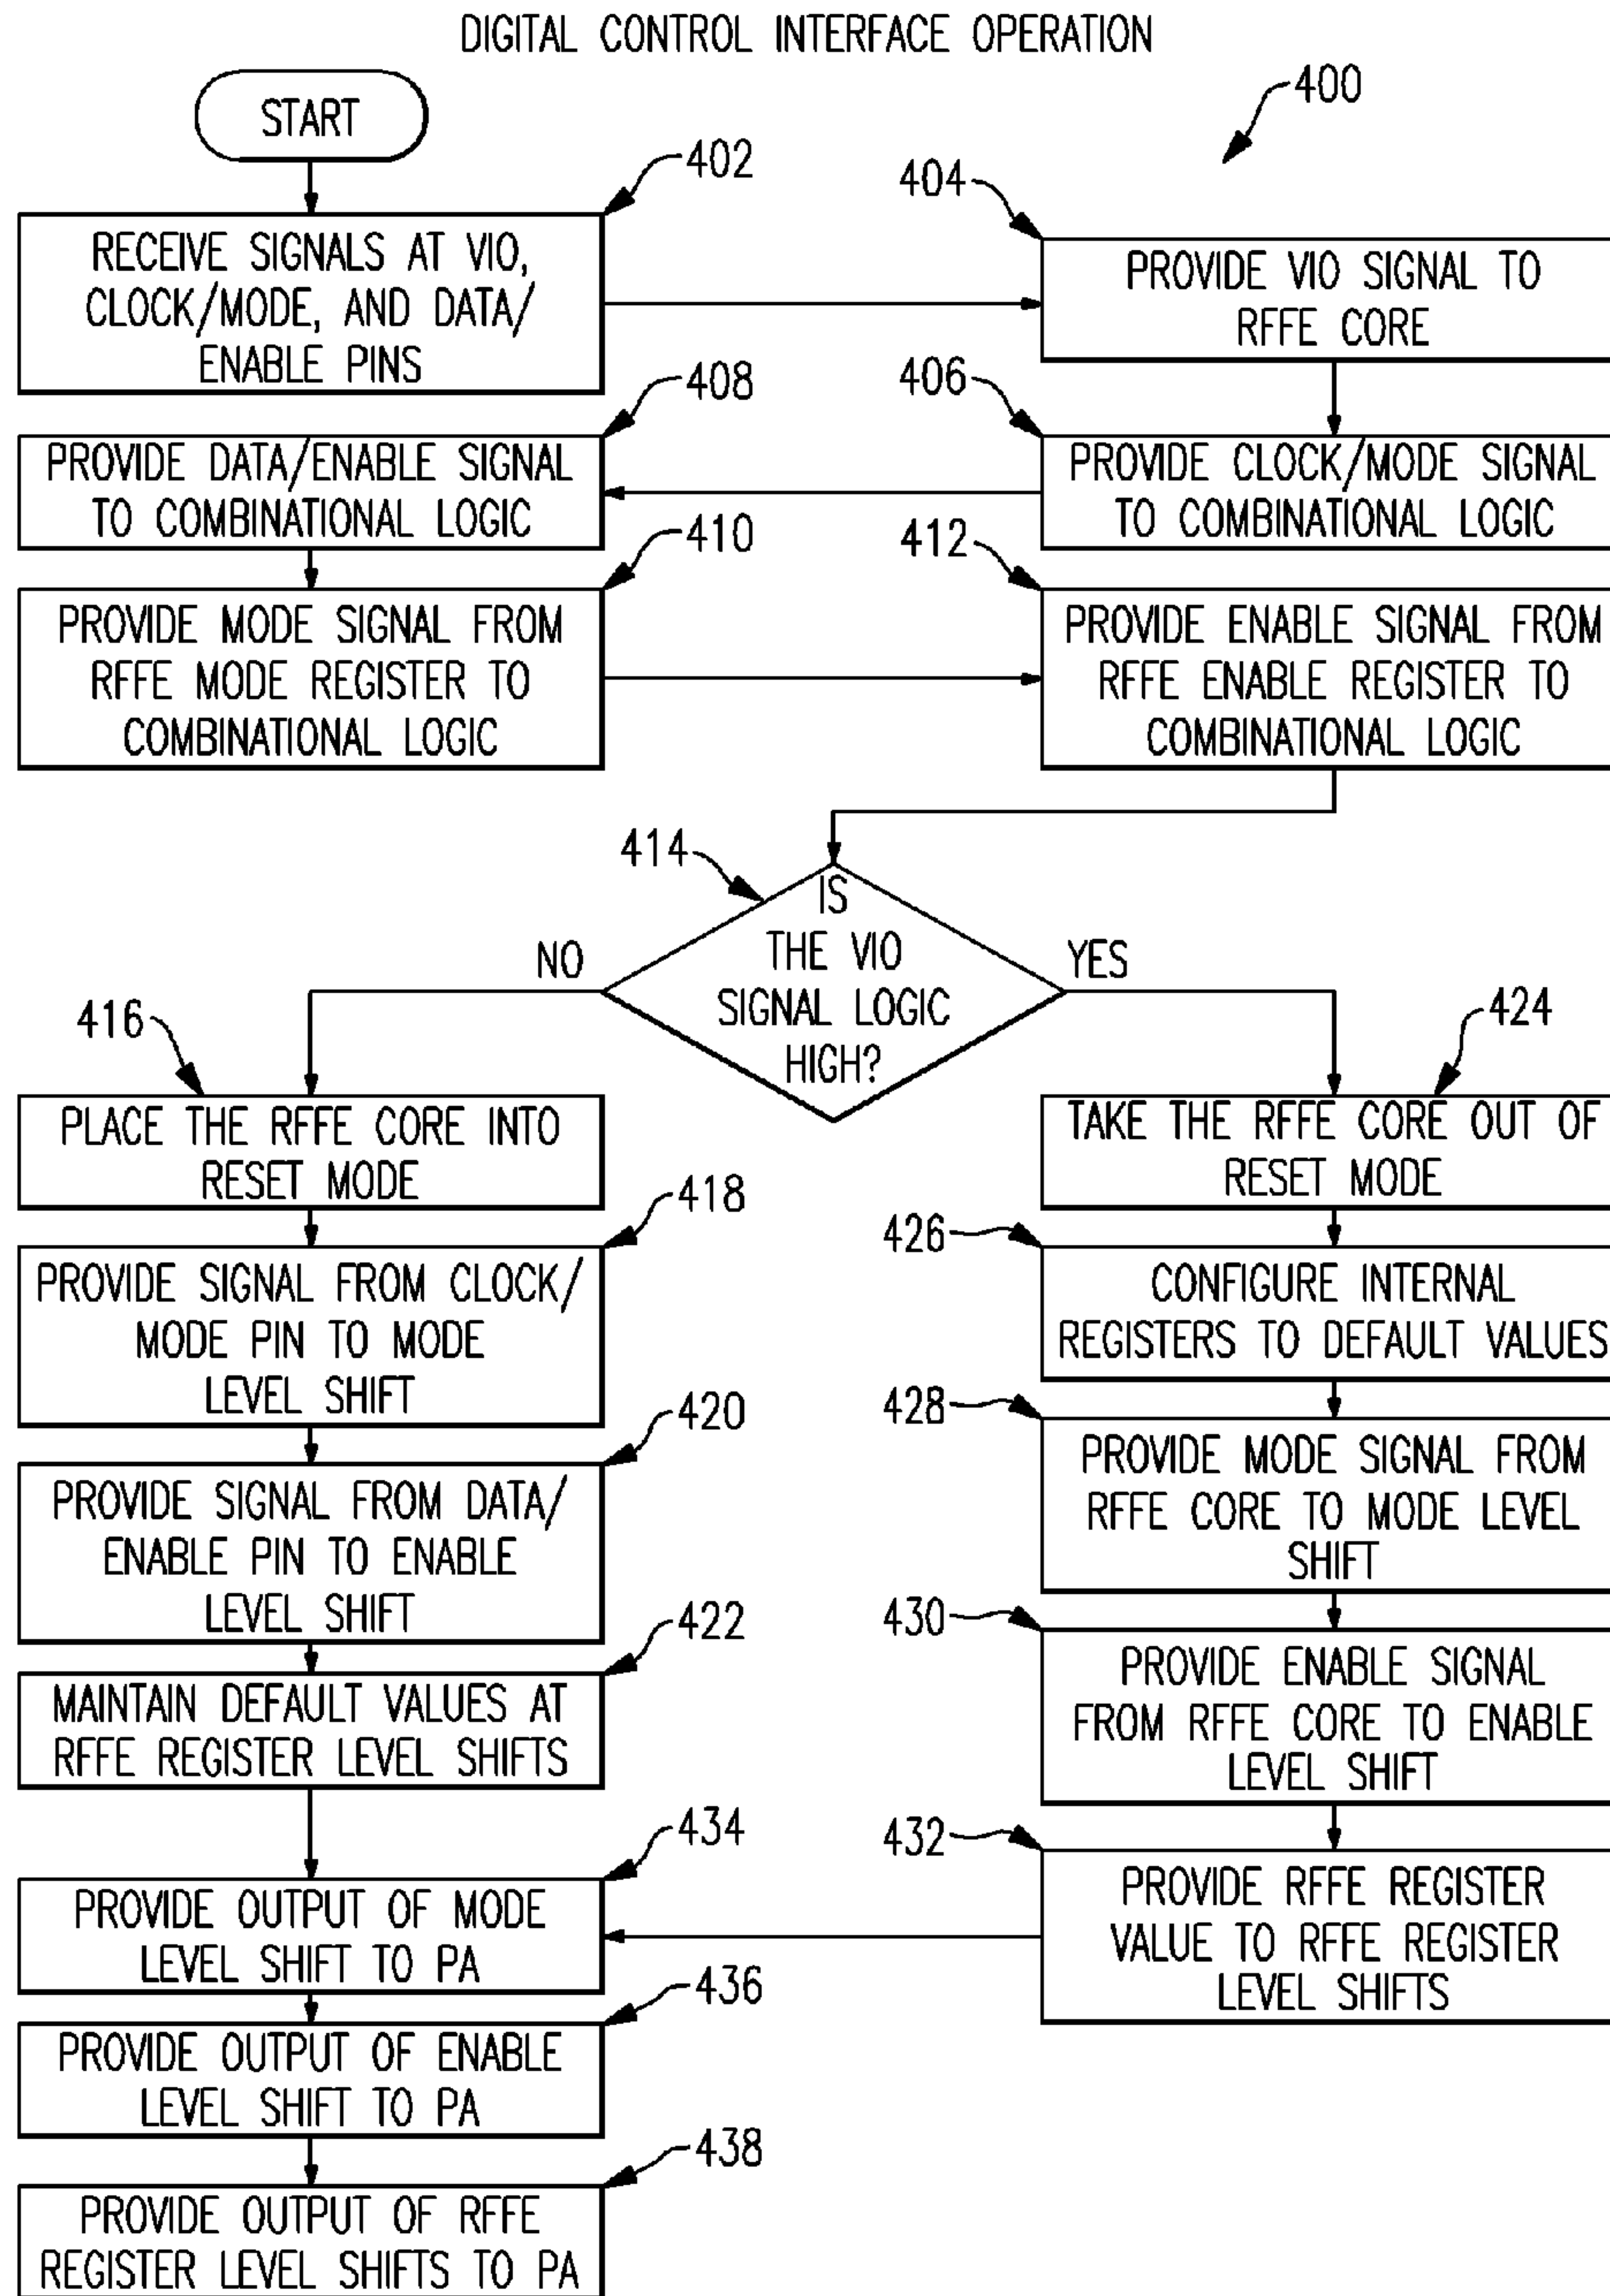 DIGITAL CONTROL INTERFACE OPERATION
400
START
402
RECEIVE SIGNALS AT VIO,
CLOCK/MODE, AND DATA/
ENABLE PINS
404
PROVIDE VIO SIGNAL TO
RFFE CORE
406
PROVIDE CLOCK/MODE SIGNAL
TO COMBINATIONAL LOGIC
408
PROVIDE DATA/ENABLE SIGNAL
TO COMBINATIONAL LOGIC
410
PROVIDE MODE SIGNAL FROM
RFFE MODE REGISTER TO
COMBINATIONAL LOGIC
412
PROVIDE ENABLE SIGNAL FROM
RFFE ENABLE REGISTER TO
COMBINATIONAL LOGIC
414
IS
THE VIO
SIGNAL LOGIC
HIGH?
NO
YES
416
PLACE THE RFFE CORE INTO
RESET MODE
418
PROVIDE SIGNAL FROM CLOCK/
MODE PIN TO MODE
LEVEL SHIFT
420
PROVIDE SIGNAL FROM DATA/
ENABLE PIN TO ENABLE
LEVEL SHIFT
422
MAINTAIN DEFAULT VALUES AT
RFFE REGISTER LEVEL SHIFTS
424
TAKE THE RFFE CORE OUT OF
RESET MODE
426
CONFIGURE INTERNAL
REGISTERS TO DEFAULT VALUES
428
PROVIDE MODE SIGNAL FROM
RFFE CORE TO MODE LEVEL
SHIFT
430
PROVIDE ENABLE SIGNAL
FROM RFFE CORE TO ENABLE
LEVEL SHIFT
432
PROVIDE RFFE REGISTER
VALUE TO RFFE REGISTER
LEVEL SHIFTS
434
PROVIDE OUTPUT OF MODE
LEVEL SHIFT TO PA
436
PROVIDE OUTPUT OF ENABLE
LEVEL SHIFT TO PA
438
PROVIDE OUTPUT OF RFFE
REGISTER LEVEL SHIFTS TO PA